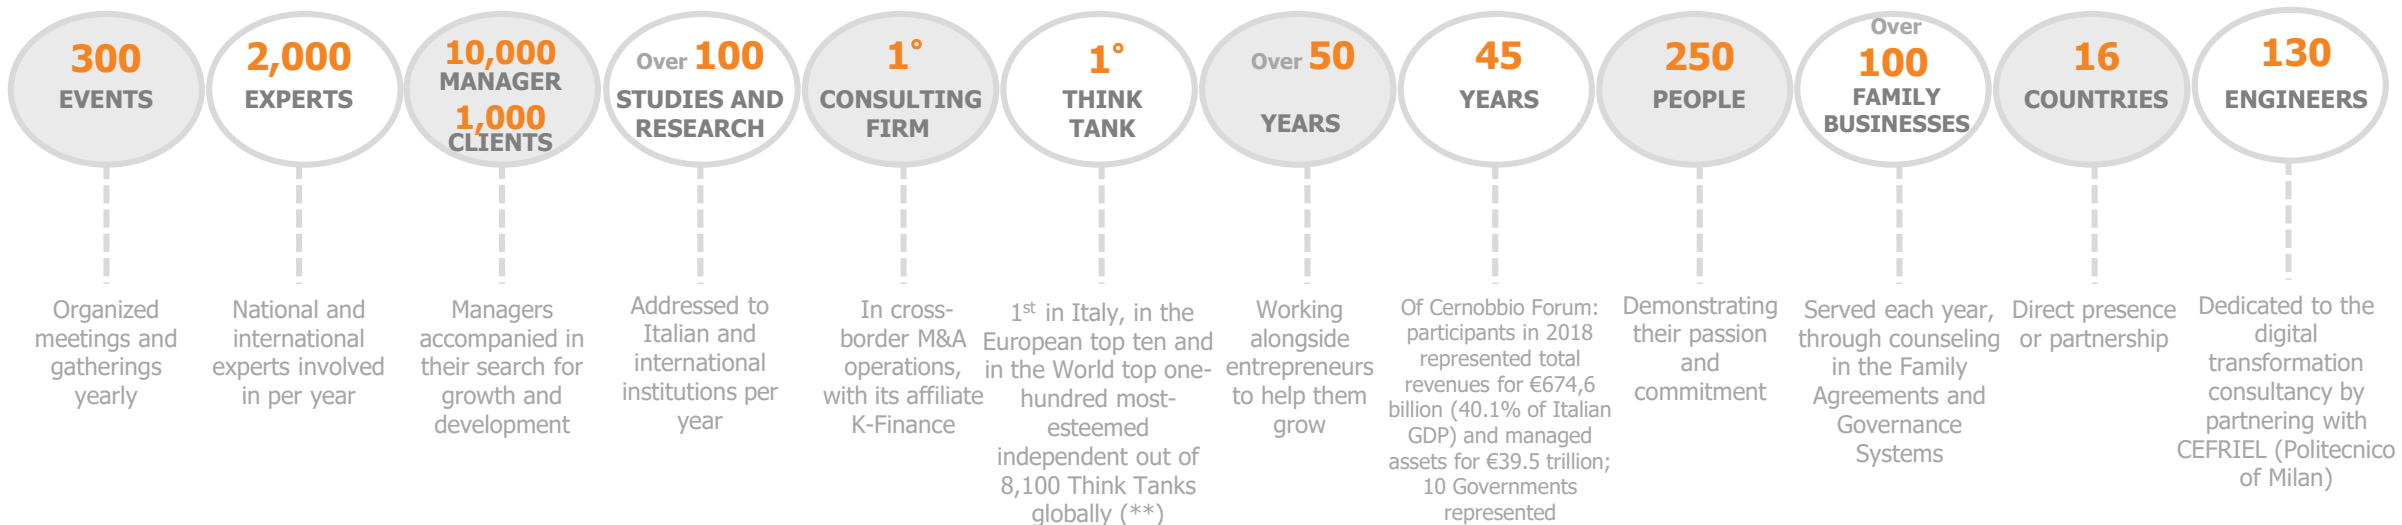 300
EVENTS
Organized
meetings and
gatherings
yearly
2,000
EXPERTS
National and
international
experts involved
in per year
10,000
MANAGER
1,000
CLIENTS
Managers
accompanied in
their search for
growth and
development
Over 100
STUDIES AND
RESEARCH
Addressed to
Italian and
international
institutions per
year
1°
CONSULTING
FIRM
In cross-
border M&A
operations,
with its affiliate
K-Finance
1°
THINK
TANK
1st in Italy, in the
European top ten and
in the World top one-
hundred most-
esteemed
independent out of
8,100 Think Tanks
globally (**)
Over 50
YEARS
Working
alongside
entrepreneurs
to help them
grow
45
YEARS
Of Cernobbio Forum:
participants in 2018
represented total
revenues for €674,6
billion (40.1% of Italian
GDP) and managed
assets for €39.5 trillion;
10 Governments
represented
250
PEOPLE
Demonstrating
their passion
and
commitment
Over
100
FAMILY
BUSINESSES
Served each year,
through counseling
in the Family
Agreements and
Governance
Systems
16
COUNTRIES
Direct presence
or partnership
130
ENGINEERS
Dedicated to the
digital
transformation
consultancy by
partnering with
CEFRIEL (Politecnico
of Milan)